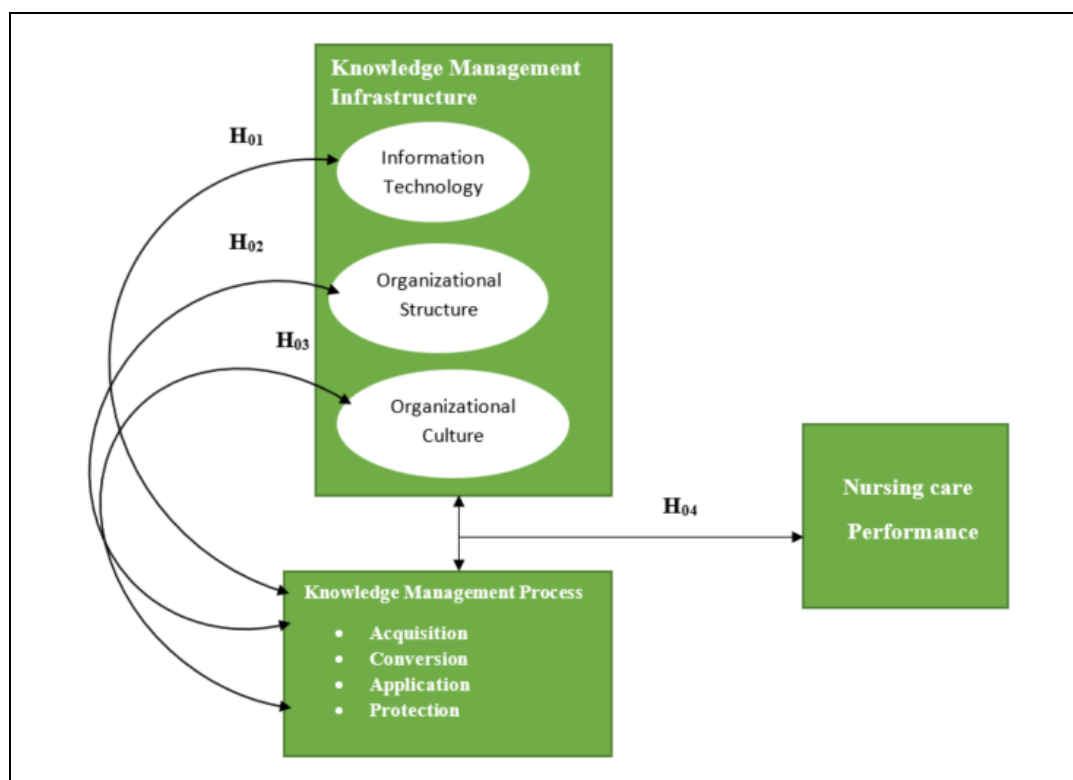 Knowledge Management
Infrastructure
H₀₁
Information
Technology
H₀₂
Organizational
Structure
H₀₃
Organizational
Culture
H₀₄
Nursing care
Performance
Knowledge Management Process
• Acquisition
• Conversion
• Application
• Protection